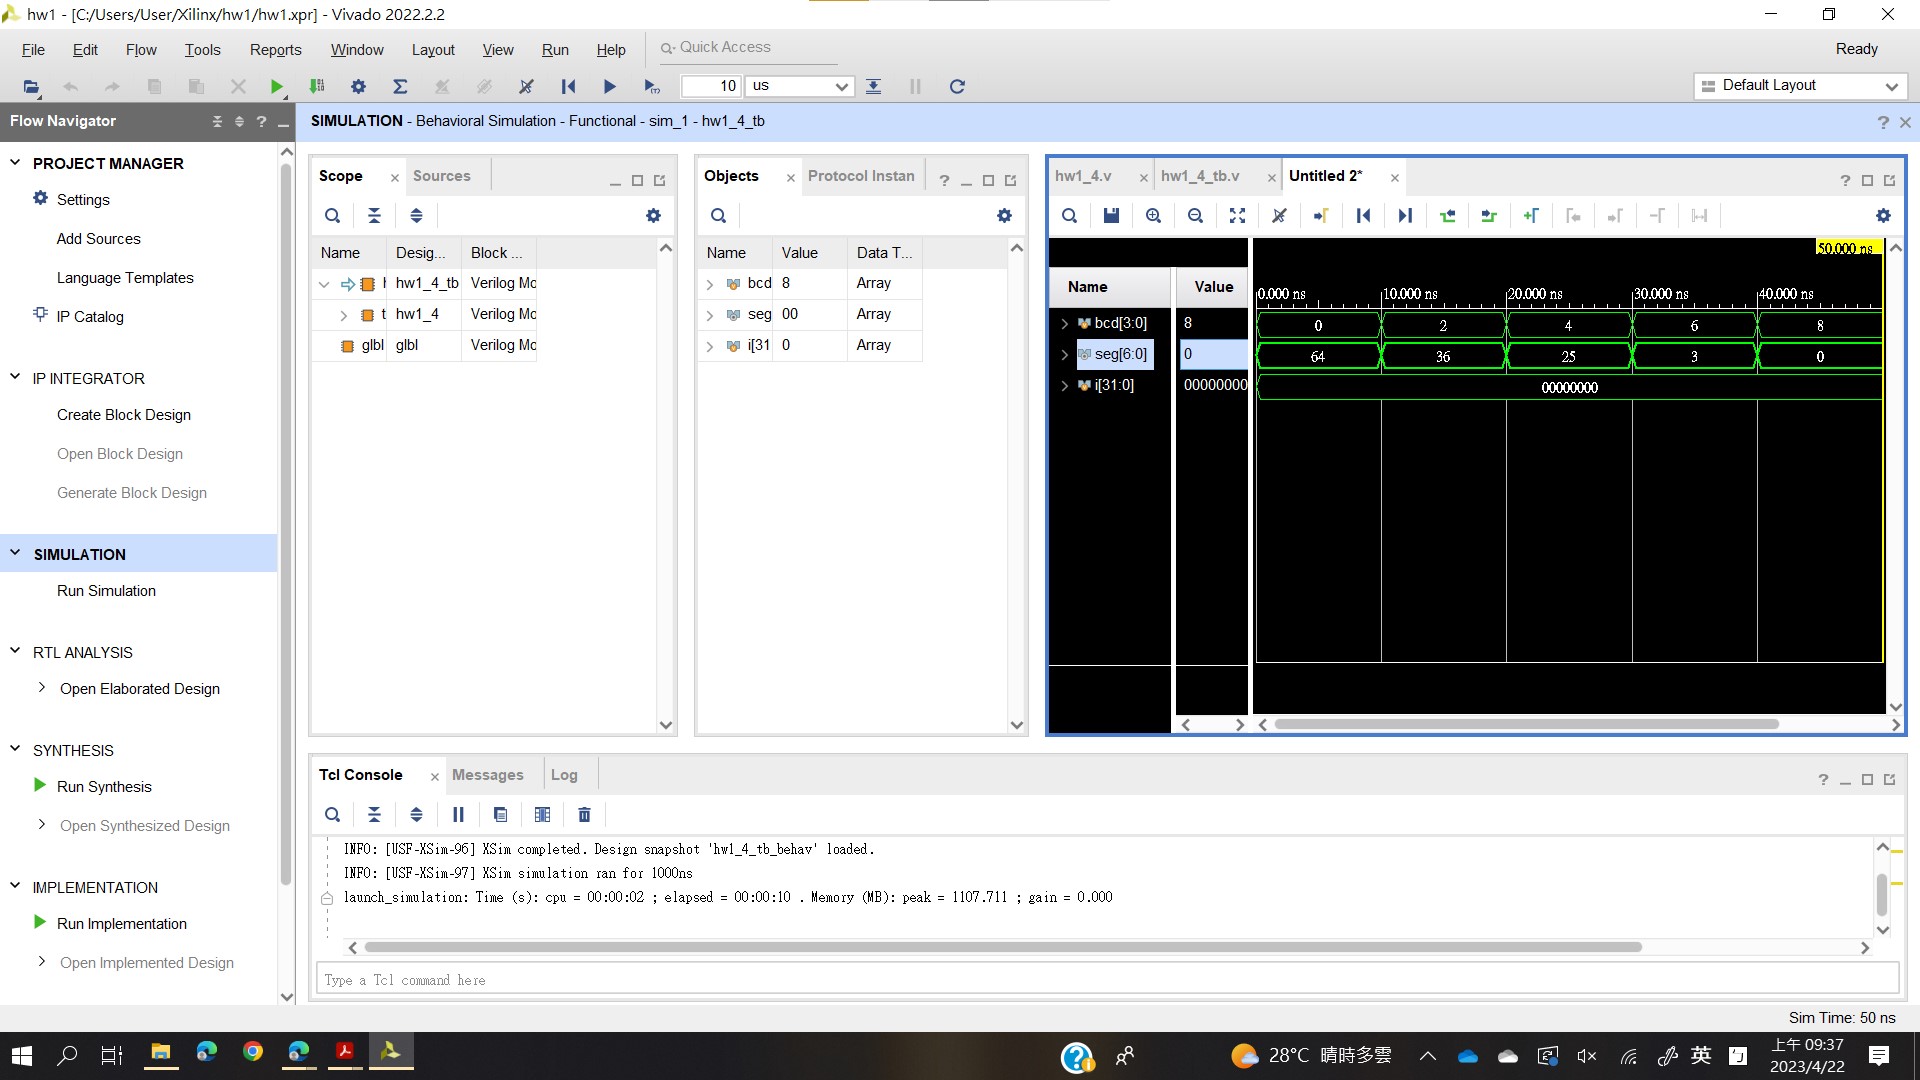 hw1 - [C:/Users/User/Xilinx/hw1/hw1.xpr] - Vivado 2022.2.2
File Edit Flow Tools Reports Window Layout View Run Help Quick Access Ready
10 us Default Layout
Flow Navigator
SIMULATION - Behavioral Simulation - Functional - sim_1 - hw1_4_tb
PROJECT MANAGER
Settings
Add Sources
Language Templates
IP Catalog
IP INTEGRATOR
Create Block Design
Open Block Design
Generate Block Design
SIMULATION
Run Simulation
RTL ANALYSIS
Open Elaborated Design
SYNTHESIS
Run Synthesis
Open Synthesized Design
IMPLEMENTATION
Run Implementation
Open Implemented Design
Scope Sources
Name Desig... Block ...
hw1_4_tb Verilog Mo
t hw1_4 Verilog Mo
glbl glbl Verilog Mo
Objects Protocol Instan
Name Value Data T...
bcd 8 Array
seg 00 Array
i[31 0 Array
hw1_4.v hw1_4_tb.v Untitled 2*
50.000 ns
Name Value
0.000 ns 10.000 ns 20.000 ns 30.000 ns 40.000 ns
bcd[3:0] 8 0 2 4 6 8
seg[6:0] 0 64 36 25 3 0
i[31:0] 00000000 00000000
Tcl Console Messages Log
INFO: [USF-XSim-96] XSim completed. Design snapshot 'hw1_4_tb_behav' loaded.
INFO: [USF-XSim-97] XSim simulation ran for 1000ns
launch_simulation: Time (s): cpu = 00:00:02 ; elapsed = 00:00:10 . Memory (MB): peak = 1107.711 ; gain = 0.000
Type a Tcl command here
Sim Time: 50 ns
28°C 晴時多雲 英 上午 09:37
2023/4/22